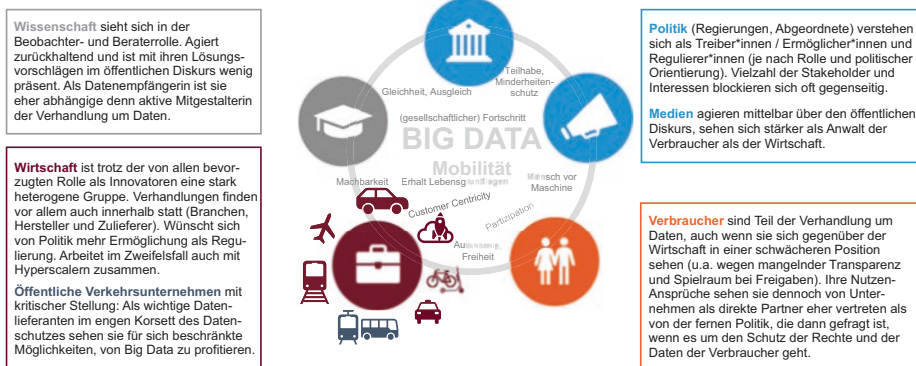 Wissenschaft sieht sich in der
Beobachter- und Beraterrolle. Agiert
zurückhaltend und ist mit ihren Lösungs-
vorschlägen im öffentlichen Diskurs wenig
präsent. Als Datenempfängerin ist sie
eher abhängige denn aktive Mitgestalterin
der Verhandlung um Daten.
Wirtschaft ist trotz der von allen bevor-
zugten Rolle als Innovatoren eine stark
heterogene Gruppe. Verhandlungen finden
vor allem auch innerhalb statt (Branchen,
Hersteller und Zulieferer). Wünscht sich
von Politik mehr Ermöglichung als Regu-
lierung. Arbeitet im Zweifelsfall auch mit
Hyperscalern zusammen.
Öffentliche Verkehrsunternehmen mit
kritischer Stellung: Als wichtige Daten-
lieferanten im engen Korsett des Daten-
schutzes sehen sie für sich beschränkte
Möglichkeiten, von Big Data zu profitieren.
Teilhabe,
Minderheiten-
schutz
Gleichheit, Ausgleich
(gesellschaftlicher) Fortschritt
BIG DATA
Mobilität
Machbarkeit
Erhalt Lebensgrundlagen
Mensch vor
Maschine
Customer Centricity
Partizipation
Autonomie,
Freiheit
Politik (Regierungen, Abgeordnete) verstehen
sich als Treiber*innen / Ermöglicher*innen und
Regulierer*innen (je nach Rolle und politischer
Orientierung). Vielzahl der Stakeholder und
Interessen blockieren sich oft gegenseitig.
Medien agieren mittelbar über den öffentlichen
Diskurs, sehen sich stärker als Anwalt der
Verbraucher als der Wirtschaft.
Verbraucher sind Teil der Verhandlung um
Daten, auch wenn sie sich gegenüber der
Wirtschaft in einer schwächeren Position
sehen (u.a. wegen mangelnder Transparenz
und Spielraum bei Freigaben). Ihre Nutzen-
Ansprüche sehen sie dennoch von Unter-
nehmen als direkte Partner eher vertreten als
von der fernen Politik, die dann gefragt ist,
wenn es um den Schutz der Rechte und der
Daten der Verbraucher geht.